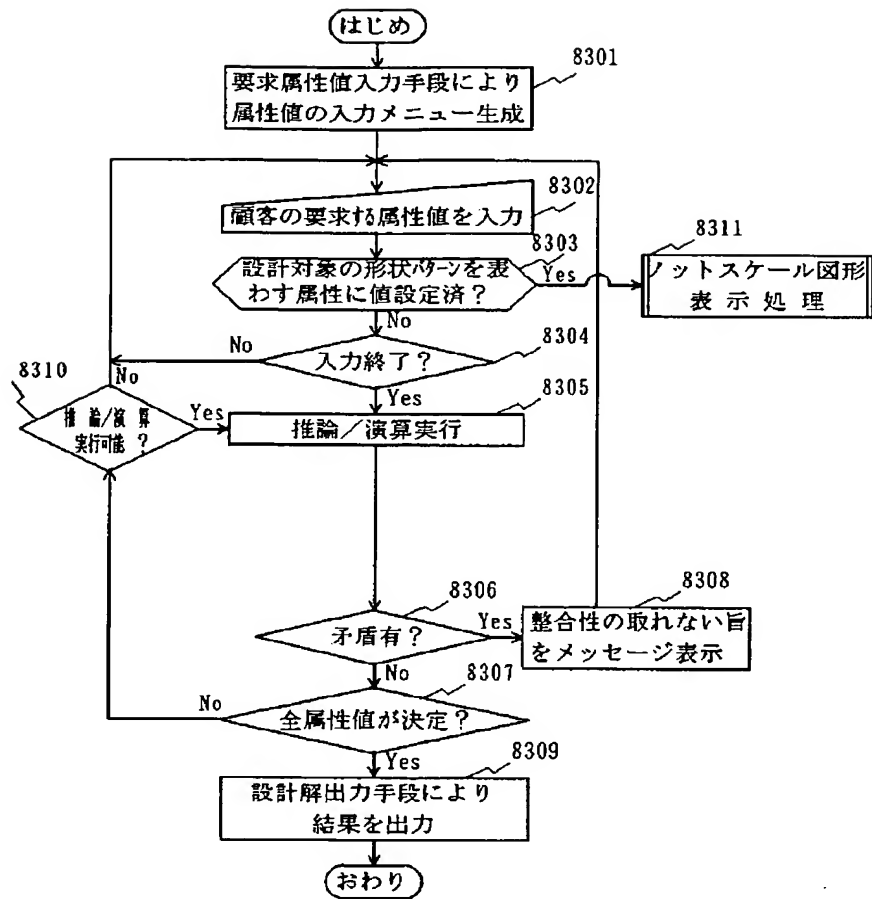 はじめ
8301
要求属性値入力手段により
属性値の入力メニュー生成
8302
顧客の要求する属性値を入力
8303
設計対象の形状パターンを表
わす属性に値設定済？
Yes
8311
ノットスケール図形
表示処理
No
8304
入力終了？
No
8310
No
推論/演算
実行可能？
Yes
Yes
8305
推論／演算実行
8306
矛盾有？
Yes
8308
整合性の取れない旨
をメッセージ表示
No
8307
全属性値が決定？
No
Yes
8309
設計解出力手段により
結果を出力
おわり